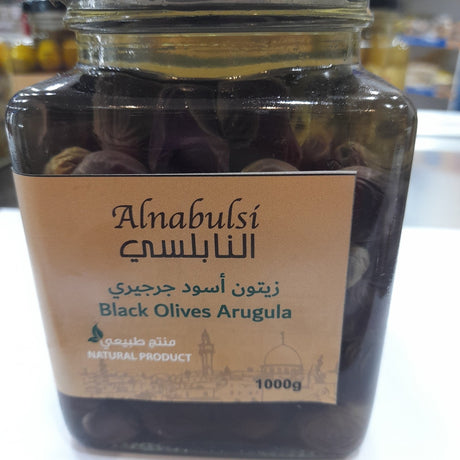 Alnabulsi
النابلسي
زيتون أسود جرجيري
Black Olives Arugula
منتج طبيعي
NATURAL PRODUCT
1000g